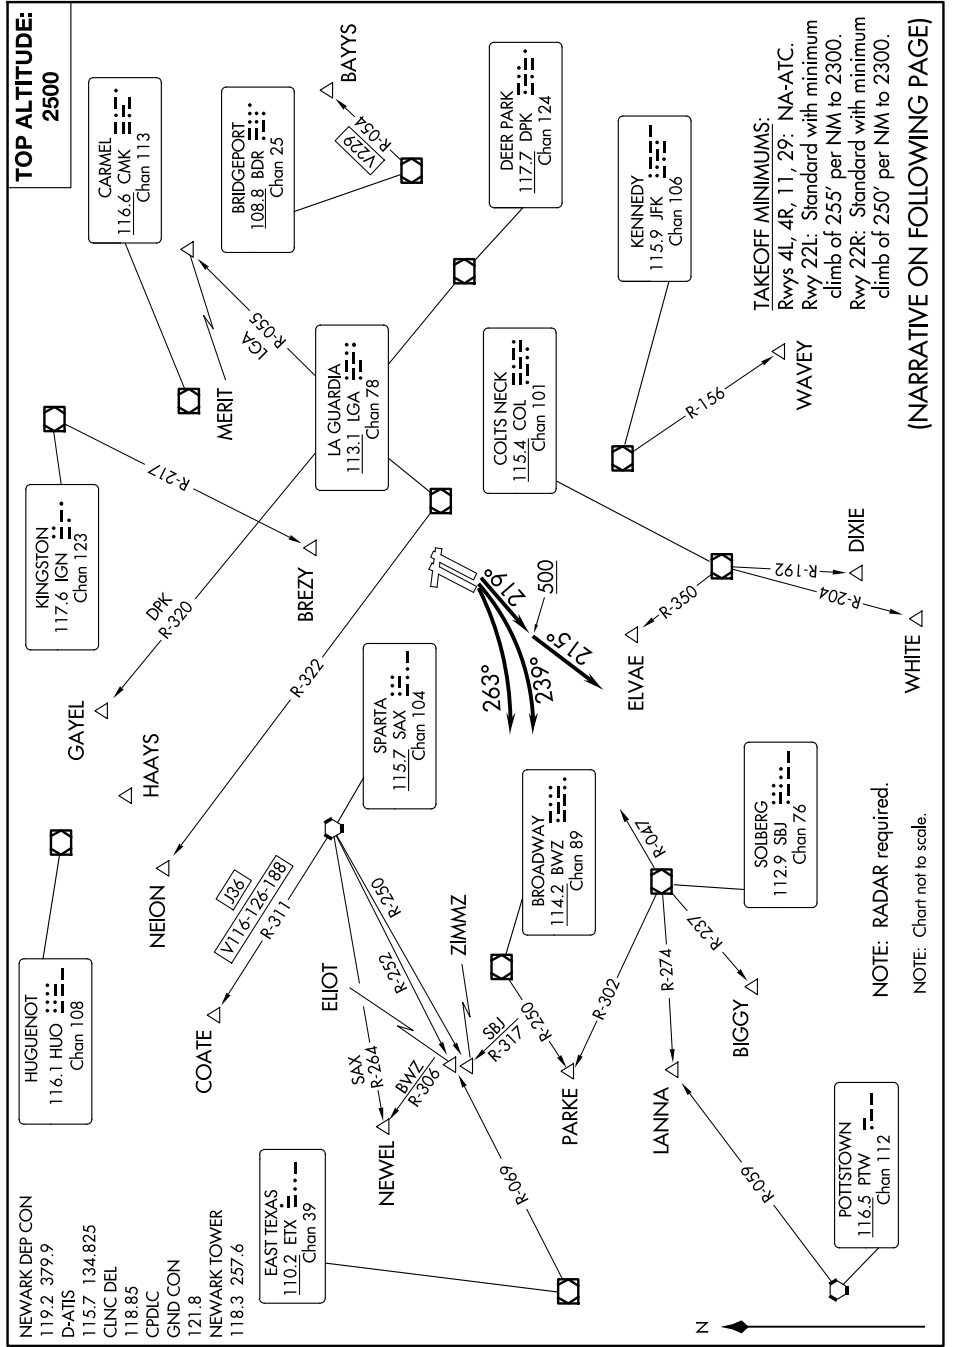 NEWARK DEP CON
119.2 379.9
D-ATIS
115.7 134.825
CLNC DEL
118.85
CPDLC
GND CON
121.8
NEWARK TOWER
118.3 257.6
TOP ALTITUDE:
2500
HUGUENOT
116.1 HUO
Chan 108
KINGSTON
117.6 IGN
Chan 123
CARMEL
116.6 CMK
Chan 113
BRIDGEPORT
108.8 BDR
Chan 25
BAYYS
V229
R-054
DEER PARK
117.7 DPK
Chan 124
MERIT
LGA
R-055
LA GUARDIA
113.1 LGA
Chan 78
R-217
BREZY
DPK
R-320
GAYEL
HAAYS
R-322
NEION
SPARTA
115.7 SAX
Chan 104
J36
V116-126-188
R-311
COATE
R-250
R-252
ELIOT
ZIMMZ
SAX
R-264
BWZ
R-306
NEWEL
SBJ
R-317
EAST TEXAS
110.2 ETX
Chan 39
R-069
BROADWAY
114.2 BWZ
Chan 89
R-250
PARKE
263°
239°
219°
500
215°
COLTS NECK
115.4 COL
Chan 101
R-350
ELVAE
R-192
DIXIE
R-204
WHITE
KENNEDY
115.9 JFK
Chan 106
R-156
WAVEY
SOLBERG
112.9 SBJ
Chan 76
R-047
R-302
R-274
R-237
LANNA
BIGGY
R-059
POTTSTOWN
116.5 PTW
Chan 112
N
NOTE: RADAR required.
NOTE: Chart not to scale.
TAKEOFF MINIMUMS:
Rwys 4L, 4R, 11, 29: NA-ATC.
Rwy 22L: Standard with minimum
climb of 255' per NM to 2300.
Rwy 22R: Standard with minimum
climb of 250' per NM to 2300.
(NARRATIVE ON FOLLOWING PAGE)